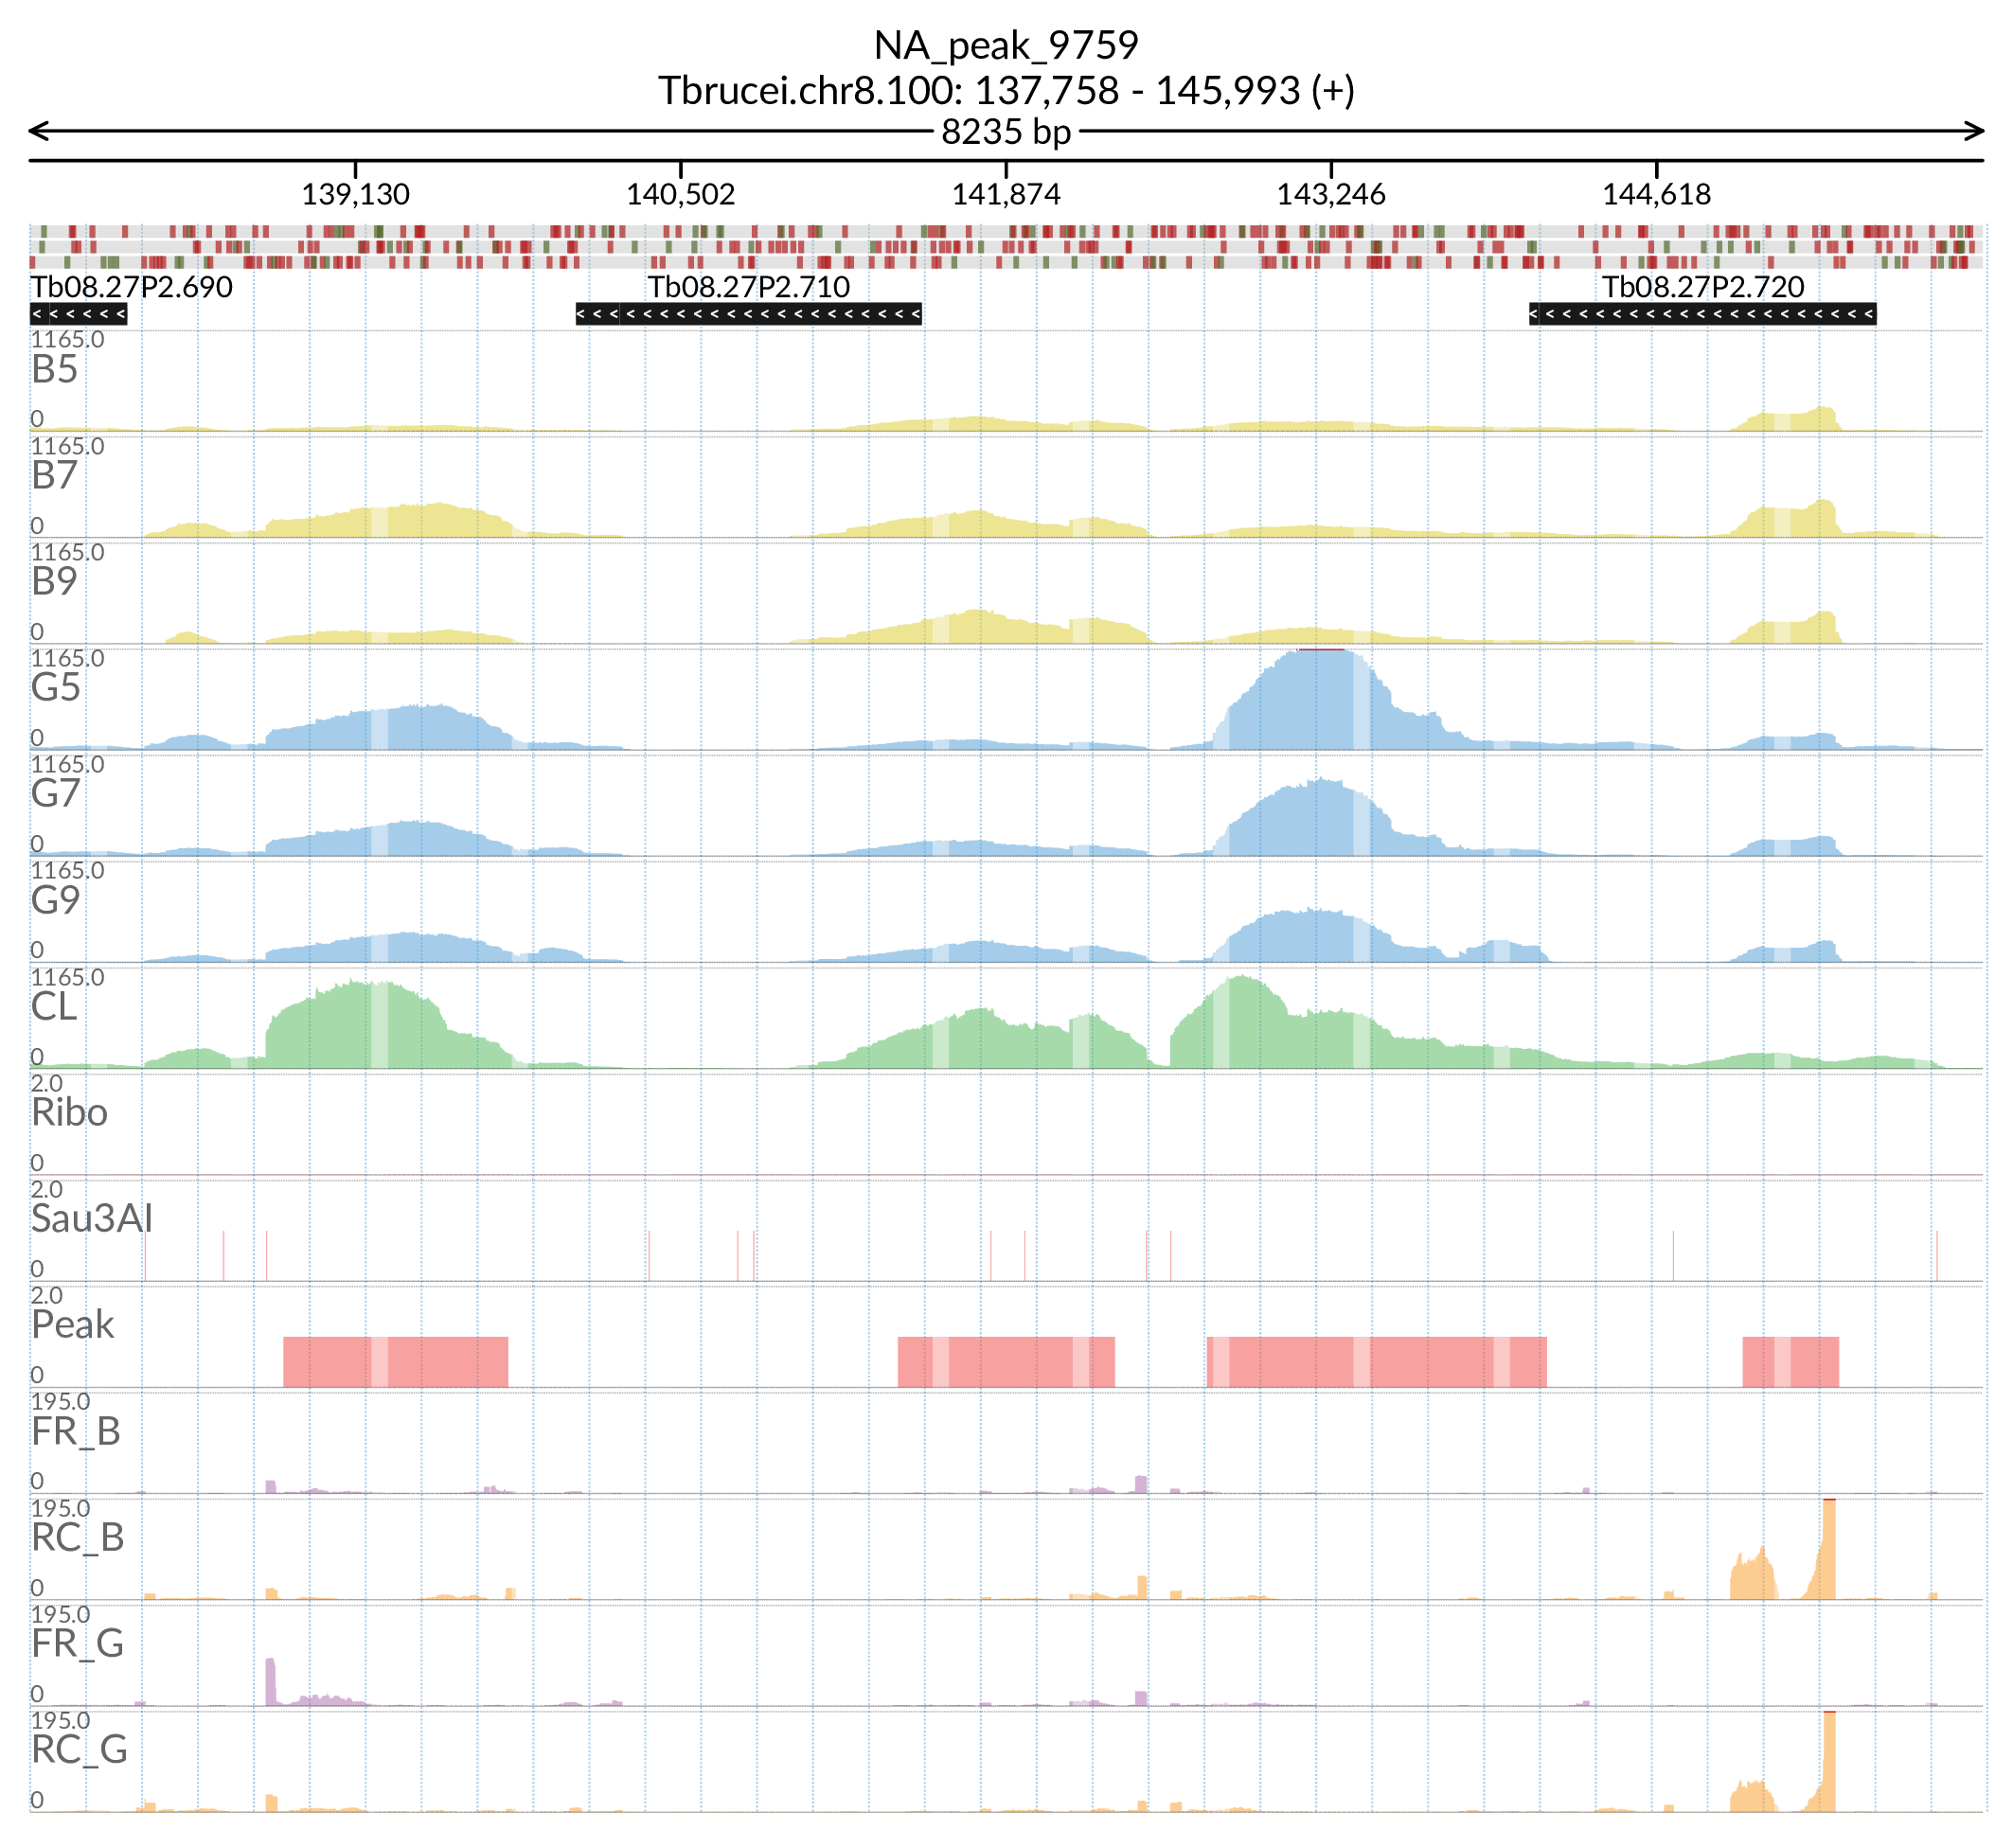 NA_peak_9759
Tbrucei.chr8.100: 137,758 - 145,993 (+)
8235 bp
139,130 140,502 141,874 143,246 144,618
Tb08.27P2.690 Tb08.27P2.710 Tb08.27P2.720
1165.0
B5
0
1165.0
B7
0
1165.0
B9
0
1165.0
G5
0
1165.0
G7
0
1165.0
G9
0
1165.0
CL
0
2.0
Ribo
0
2.0
Sau3AI
0
2.0
Peak
0
195.0
FR_B
0
195.0
RC_B
0
195.0
FR_G
0
195.0
RC_G
0